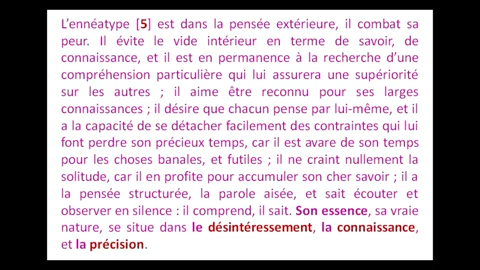 L’ennéatype [5] est dans la pensée extérieure, il combat sa
peur. Il évite le vide intérieur en terme de savoir, de
connaissance, et il est en permanence à la recherche d’une
compréhension particulière qui lui assurera une supériorité
sur les autres ; il aime être reconnu pour ses larges
connaissances ; il désire que chacun pense par lui-même, et il
a la capacité de se détacher facilement des contraintes qui lui
font perdre son précieux temps, car il est avare de son temps
pour les choses banales, et futiles ; il ne craint nullement la
solitude, car il en profite pour accumuler son cher savoir ; il a
la pensée structurée, la parole aisée, et sait écouter et
observer en silence : il comprend, il sait. Son essence, sa vraie
nature, se situe dans le désintéressement, la connaissance,
et la précision.